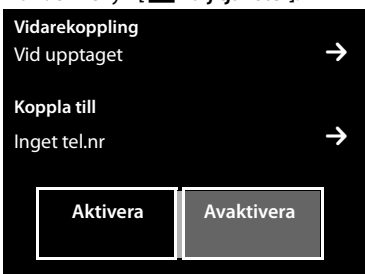 Vidarekoppling
Vid upptaget
Koppla till
Inget tel.nr
Aktivera Avaktivera